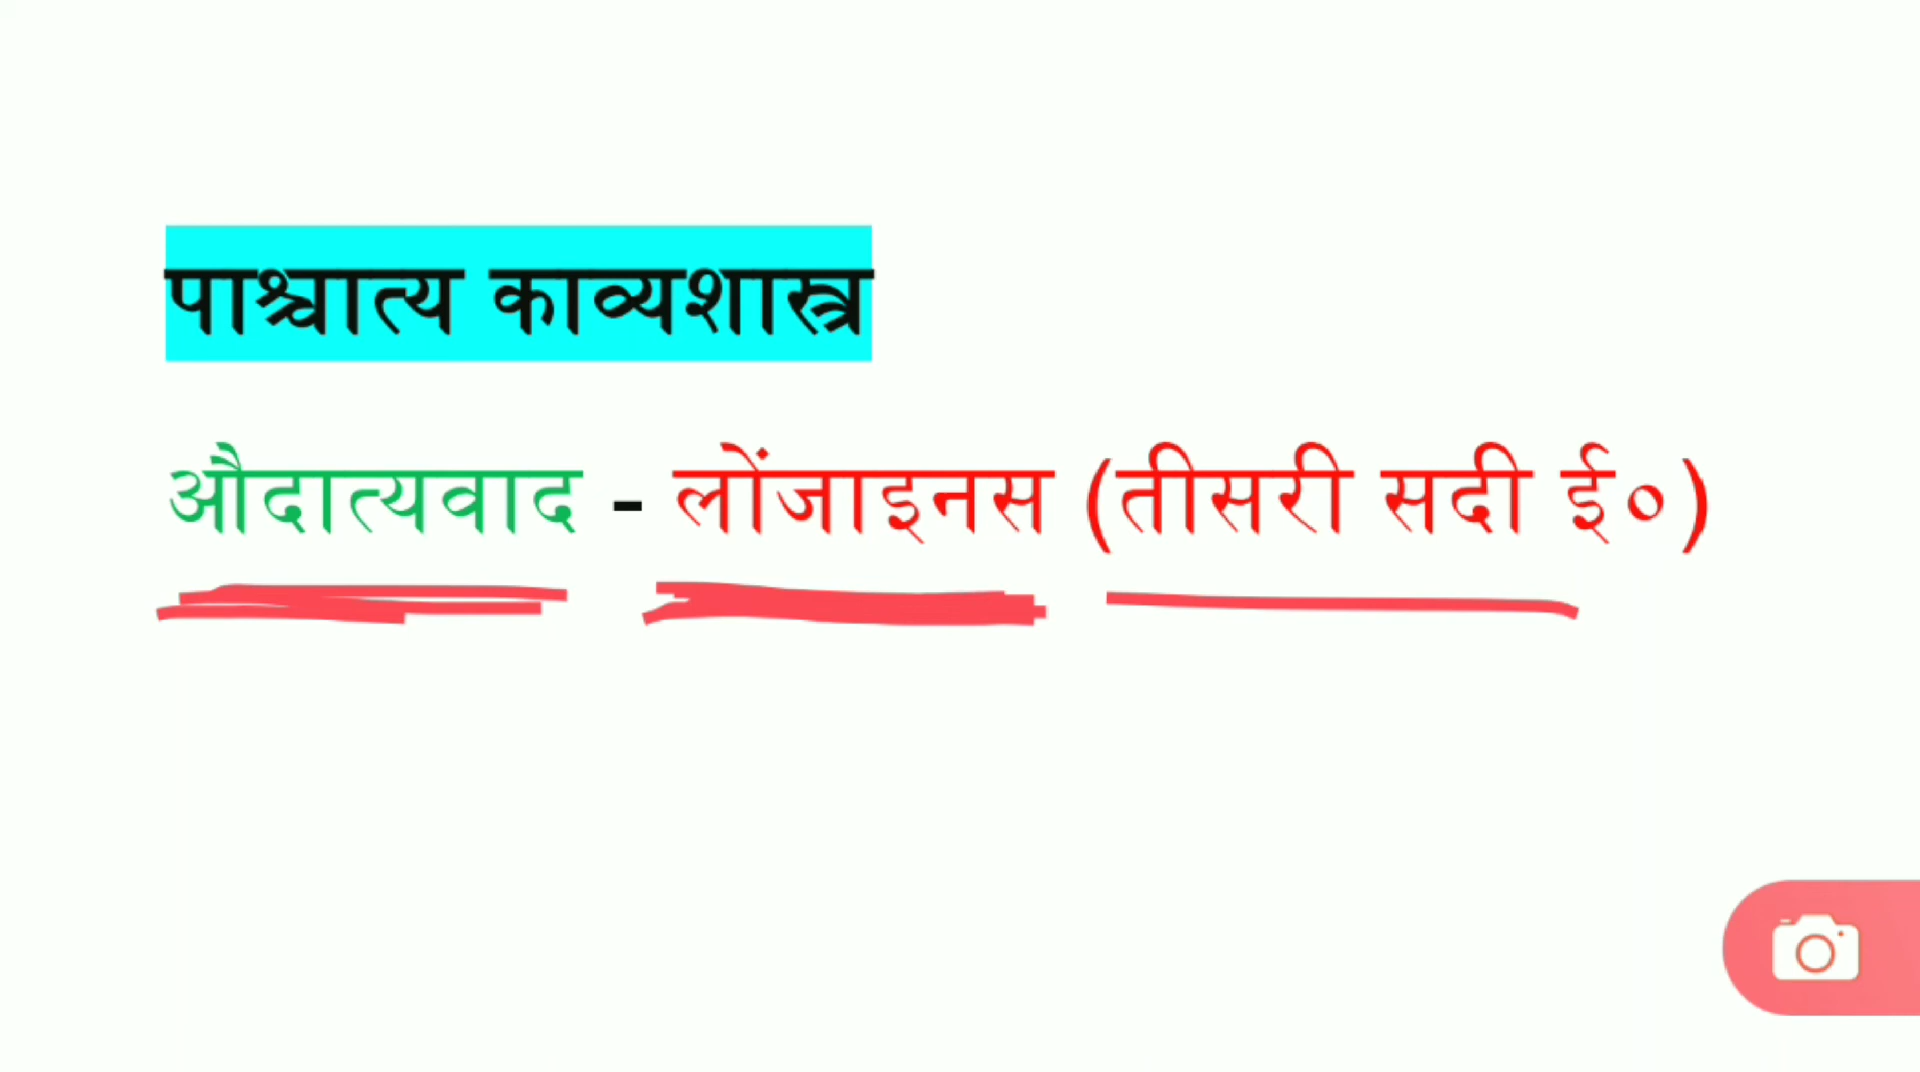 पाश्चात्य काव्यशास्त्र
औदात्यवाद - लोंजाइनस (तीसरी सदी ई०)